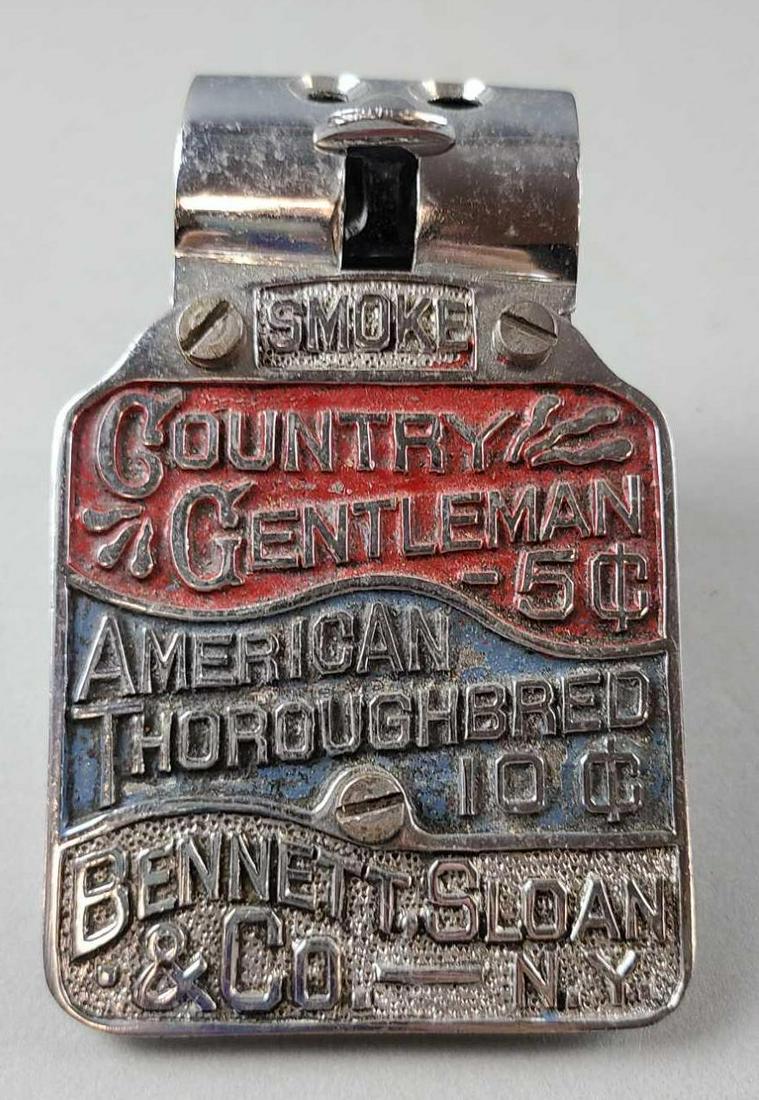 SMOKE
COUNTRY
GENTLEMAN
-5¢
AMERICAN
THOROUGHBRED
10 ¢
BENNETT, SLOAN
& CO. — N.Y.